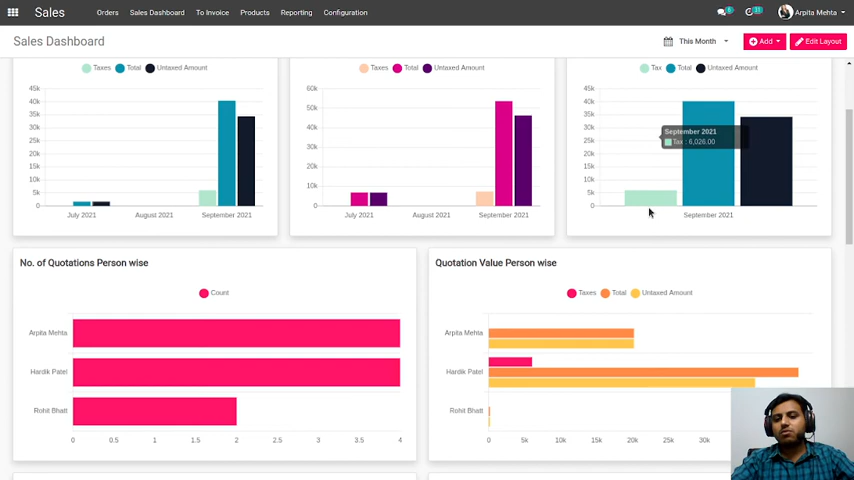 Sales Orders Sales Dashboard To Invoice Products Reporting Configuration Arpita Mehta
Sales Dashboard This Month Add Edit Layout
Taxes Total Untaxed Amount
45k
40k
35k
30k
25k
20k
15k
10k
5k
0
July 2021 August 2021 September 2021
Taxes Total Untaxed Amount
60k
50k
40k
30k
20k
10k
0
July 2021 August 2021 September 2021
Tax Total Untaxed Amount
45k
40k
35k
30k
25k
20k
15k
10k
5k
0
September 2021
Tax : 6,026.00
September 2021
No. of Quotations Person wise
Count
Arpita Mehta
Hardik Patel
Rohit Bhatt
0 0.5 1 1.5 2 2.5 3 3.5 4
Quotation Value Person wise
Taxes Total Untaxed Amount
Arpita Mehta
Hardik Patel
Rohit Bhatt
0 5k 10k 15k 20k 25k 30k